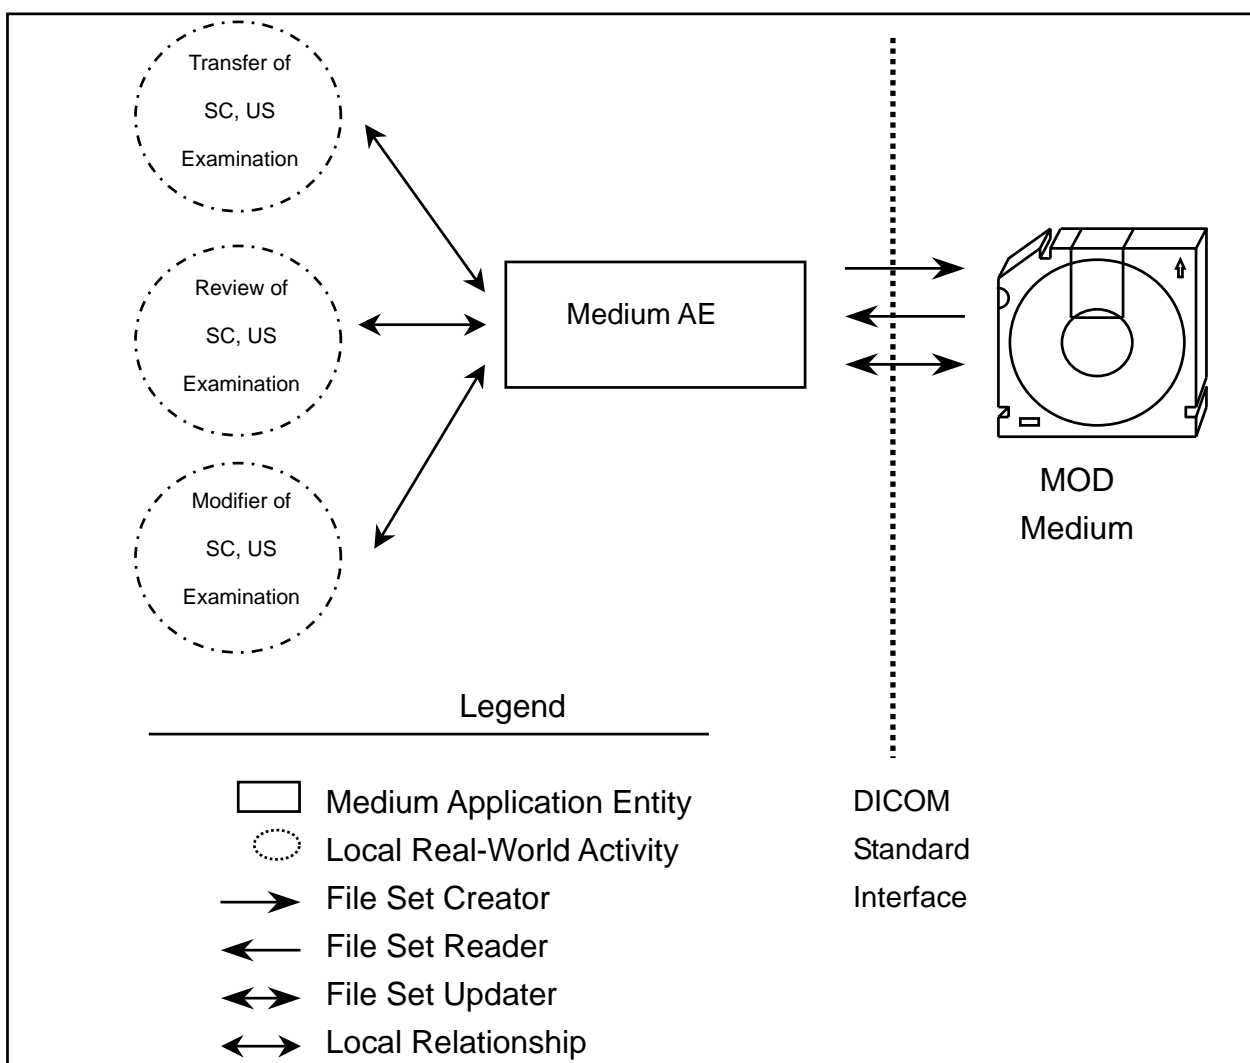 Transfer of
SC, US
Examination
Review of
SC, US
Examination
Modifier of
SC, US
Examination
Medium AE
MOD
Medium
Legend
Medium Application Entity
Local Real-World Activity
File Set Creator
File Set Reader
File Set Updater
Local Relationship
DICOM
Standard
Interface